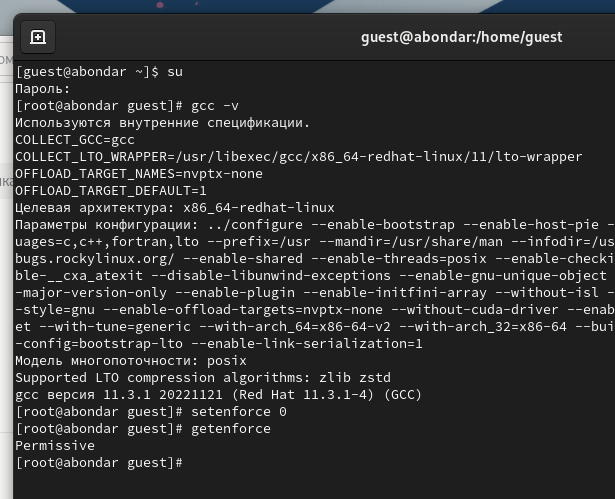 guest@abondar:/home/guest
[guest@abondar ~]$ su
Пароль:
[root@abondar guest]# gcc -v
Используются внутренние спецификации.
COLLECT_GCC=gcc
COLLECT_LTO_WRAPPER=/usr/libexec/gcc/x86_64-redhat-linux/11/lto-wrapper
OFFLOAD_TARGET_NAMES=nvptx-none
OFFLOAD_TARGET_DEFAULT=1
Целевая архитектура: x86_64-redhat-linux
Параметры конфигурации: ../configure --enable-bootstrap --enable-host-pie -
uages=c,c++,fortran,lto --prefix=/usr --mandir=/usr/share/man --infodir=/us
bugs.rockylinux.org/ --enable-shared --enable-threads=posix --enable-checki
ble-__cxa_atexit --disable-libunwind-exceptions --enable-gnu-unique-object
-major-version-only --enable-plugin --enable-initfini-array --without-isl -
-style=gnu --enable-offload-targets=nvptx-none --without-cuda-driver --enab
et --with-tune=generic --with-arch_64=x86-64-v2 --with-arch_32=x86-64 --bui
-config=bootstrap-lto --enable-link-serialization=1
Модель многопоточности: posix
Supported LTO compression algorithms: zlib zstd
gcc версия 11.3.1 20221121 (Red Hat 11.3.1-4) (GCC)
[root@abondar guest]# setenforce 0
[root@abondar guest]# getenforce
Permissive
[root@abondar guest]#